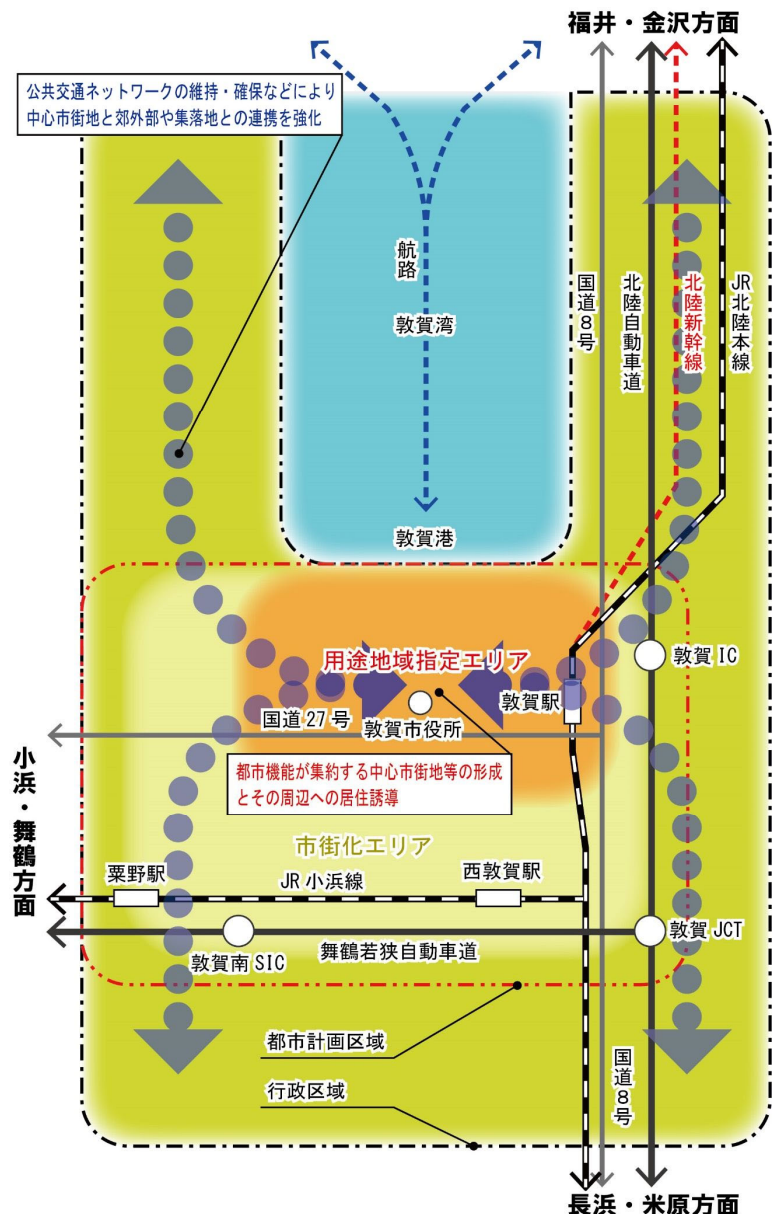 福井・金沢方面
公共交通ネットワークの維持・確保などにより
中心市街地と郊外部や集落地との連携を強化
航路
敦賀湾
国道8号
北陸自動車道
北陸新幹線
JR北陸本線
敦賀港
用途地域指定エリア
敦賀IC
敦賀駅
国道27号
敦賀市役所
小浜・舞鶴方面
都市機能が集約する中心市街地等の形成
とその周辺への居住誘導
市街化エリア
粟野駅
JR小浜線
西敦賀駅
敦賀南SIC
舞鶴若狭自動車道
敦賀JCT
都市計画区域
行政区域
国道8号
長浜・米原方面